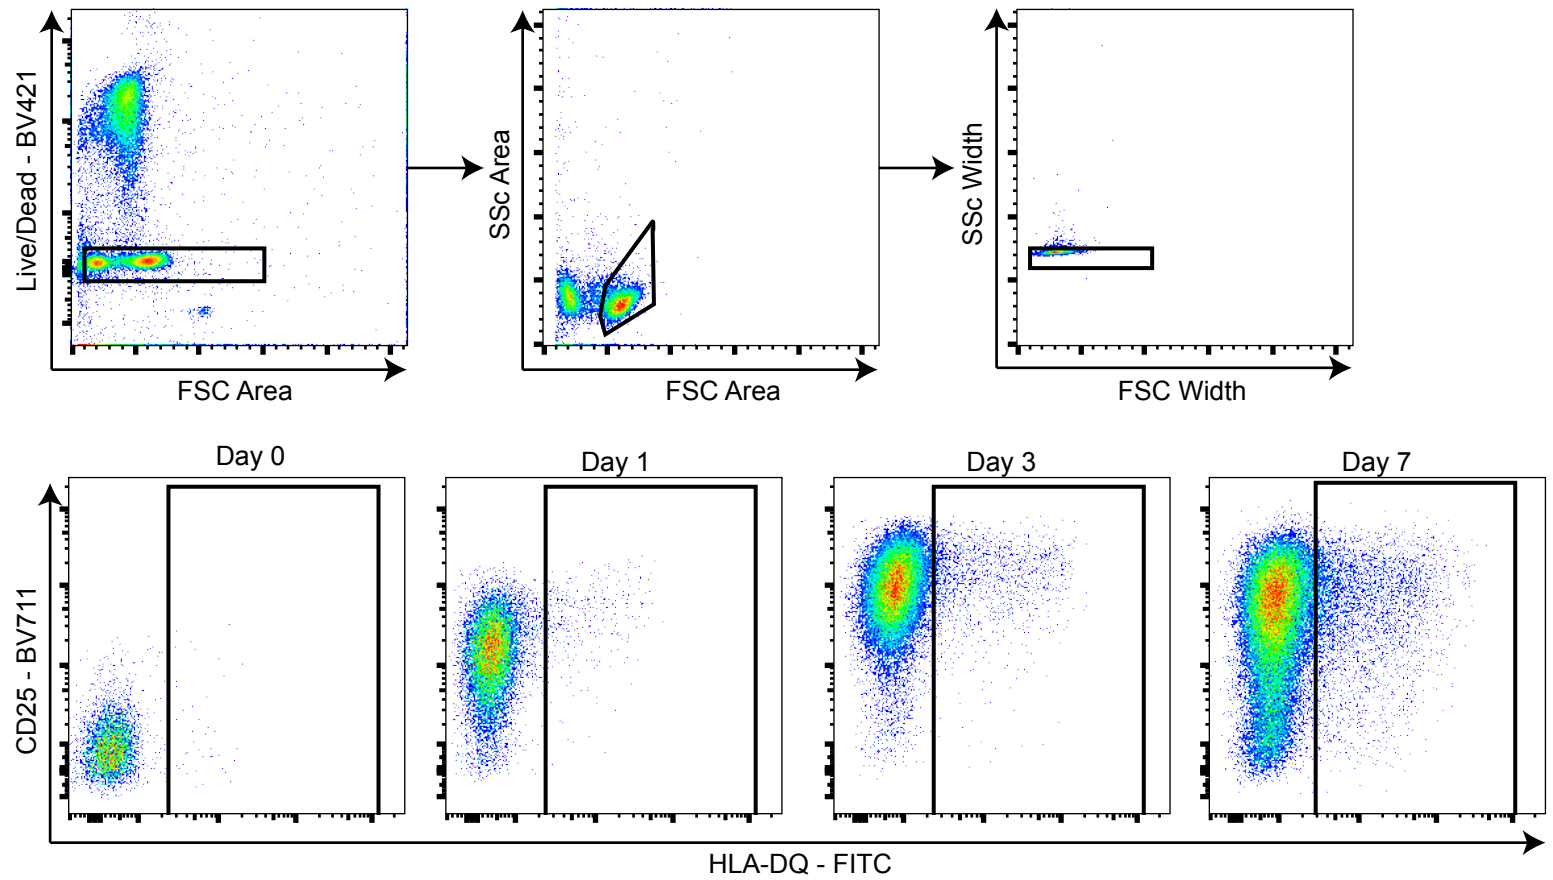 Live/Dead - BV421
FSC Area
SSc Area
FSC Area
SSc Width
FSC Width
Day 0
Day 1
Day 3
Day 7
CD25 - BV711
HLA-DQ - FITC